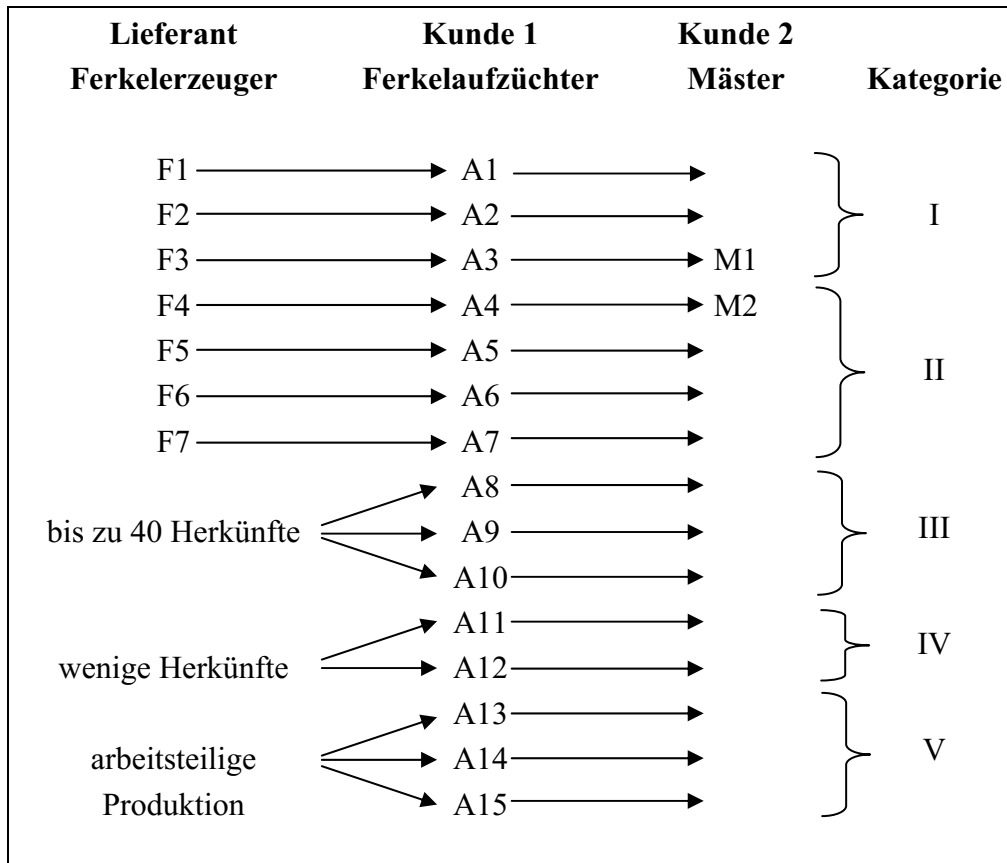 Lieferant Kunde 1 Kunde 2
Ferkelerzeuger Ferkelaufzüchter Mäster Kategorie
F1 A1
F2 A2 I
F3 A3 M1
F4 A4 M2
F5 A5
II
F6 A6
F7 A7
A8
bis zu 40 Herkünfte A9 III
A10
A11
IV
wenige Herkünfte A12
A13
arbeitsteilige A14 V
Produktion A15